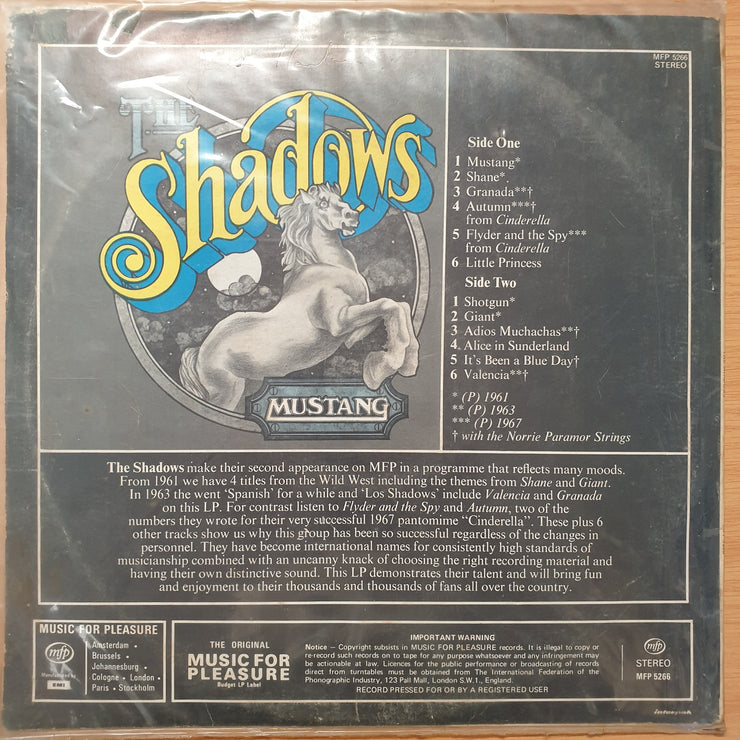 MFP 5266
STEREO
The
Shadows
MUSTANG
Side One
1 Mustang*
2 Shane*.
3 Granada**†
4 Autumn***†
from Cinderella
5 Flyder and the Spy***
from Cinderella
6 Little Princess
Side Two
1 Shotgun*
2 Giant*
3 Adios Muchachas**†
4. Alice in Sunderland
5 It's Been a Blue Day†
6 Valencia**†
* (P) 1961
** (P) 1963
*** (P) 1967
† with the Norrie Paramor Strings
The Shadows make their second appearance on MFP in a programme that reflects many moods.
From 1961 we have 4 titles from the Wild West including the themes from Shane and Giant.
In 1963 the went 'Spanish' for a while and 'Los Shadows' include Valencia and Granada
on this LP. For contrast listen to Flyder and the Spy and Autumn, two of the
numbers they wrote for their very successful 1967 pantomime "Cinderella". These plus 6
other tracks show us why this group has been so successful regardless of the changes in
personnel. They have become international names for consistently high standards of
musicianship combined with an uncanny knack of choosing the right recording material and
having their own distinctive sound. This LP demonstrates their talent and will bring fun
and enjoyment to their thousands and thousands of fans all over the country.
MUSIC FOR PLEASURE
mfp
Manufactured by
EMI
Amsterdam •
Brussels •
Johannesburg •
Cologne • London •
Paris • Stockholm
THE ORIGINAL
MUSIC FOR
PLEASURE
Budget LP Label
IMPORTANT WARNING
Notice – Copyright subsists in MUSIC FOR PLEASURE records. It is illegal to copy or
re-record such records on to tape for any purpose whatsoever and any infringement may
be actionable at law. Licences for the public performance or broadcasting of records
direct from turntables must be obtained from The International Federation of the
Phonographic Industry, 123 Pall Mall, London S.W.1., England.
RECORD PRESSED FOR OR BY A REGISTERED USER
mfp
STEREO
MFP 5266